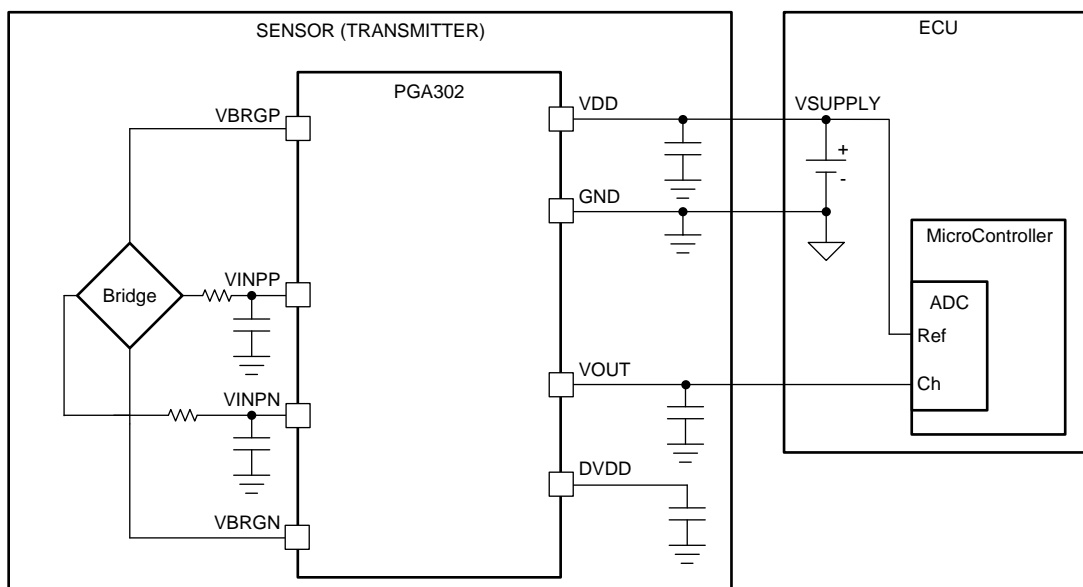 SENSOR (TRANSMITTER)
ECU
PGA302
VBRGP
VDD
VSUPPLY
+
-
GND
MicroController
VINPP
Bridge
ADC
Ref
VOUT
Ch
VINPN
DVDD
VBRGN